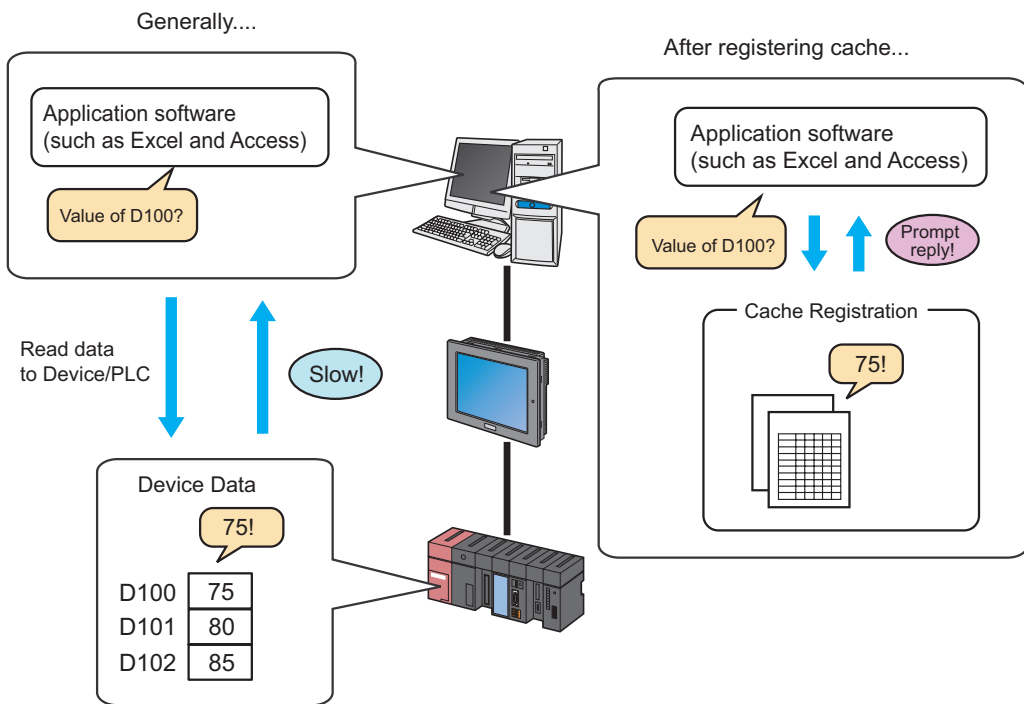 Generally....
Application software
(such as Excel and Access)
Value of D100?
Read data
to Device/PLC
Slow!
Device Data
75!
D100 75
D101 80
D102 85
After registering cache...
Application software
(such as Excel and Access)
Value of D100?
Prompt
reply!
Cache Registration
75!